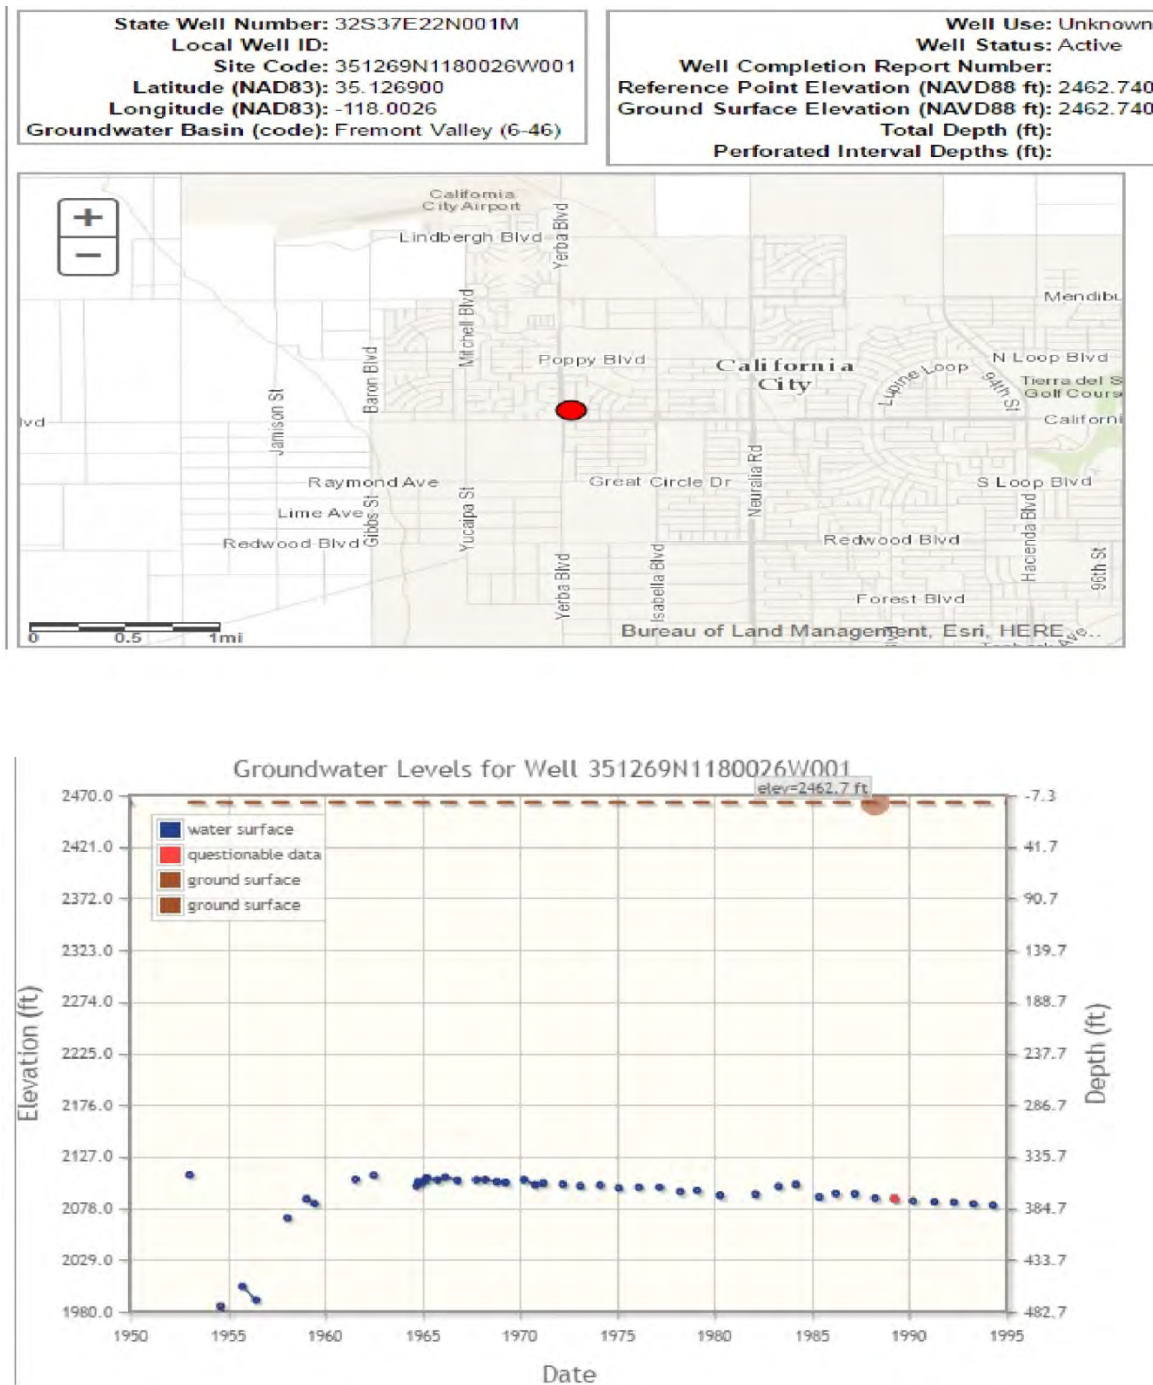 State Well Number: 32S37E22N001M
Local Well ID:
Site Code: 351269N1180026W001
Latitude (NAD83): 35.126900
Longitude (NAD83): -118.0026
Groundwater Basin (code): Fremont Valley (6-46)
Well Use: Unknown
Well Status: Active
Well Completion Report Number:
Reference Point Elevation (NAVD88 ft): 2462.740
Ground Surface Elevation (NAVD88 ft): 2462.740
Total Depth (ft):
Perforated Interval Depths (ft):
+
−
California
City Airport
Lindbergh Blvd
Yerba Blvd
Mendibu
Mitchell Blvd
Baron Blvd
Poppy Blvd
California
City
Lupine Loop
N Loop Blvd
94th St
Tierra del S
Golf Cours
Californi
lvd
Jamison St
Raymond Ave
Great Circle Dr
Neuralia Rd
S Loop Blvd
Lime Ave
Gibbs St
Yucaipa St
Redwood Blvd
Redwood Blvd
Hacienda Blvd
96th St
Yerba Blvd
Isabella Blvd
Forest Blvd
0 0.5 1mi
Bureau of Land Management, Esri, HERE,...
Groundwater Levels for Well 351269N1180026W001
elev=2462.7 ft
water surface
questionable data
ground surface
ground surface
Elevation (ft)
2470.0
2421.0
2372.0
2323.0
2274.0
2225.0
2176.0
2127.0
2078.0
2029.0
1980.0
-7.3
41.7
90.7
139.7
188.7
237.7
286.7
335.7
384.7
433.7
482.7
Depth (ft)
1950 1955 1960 1965 1970 1975 1980 1985 1990 1995
Date